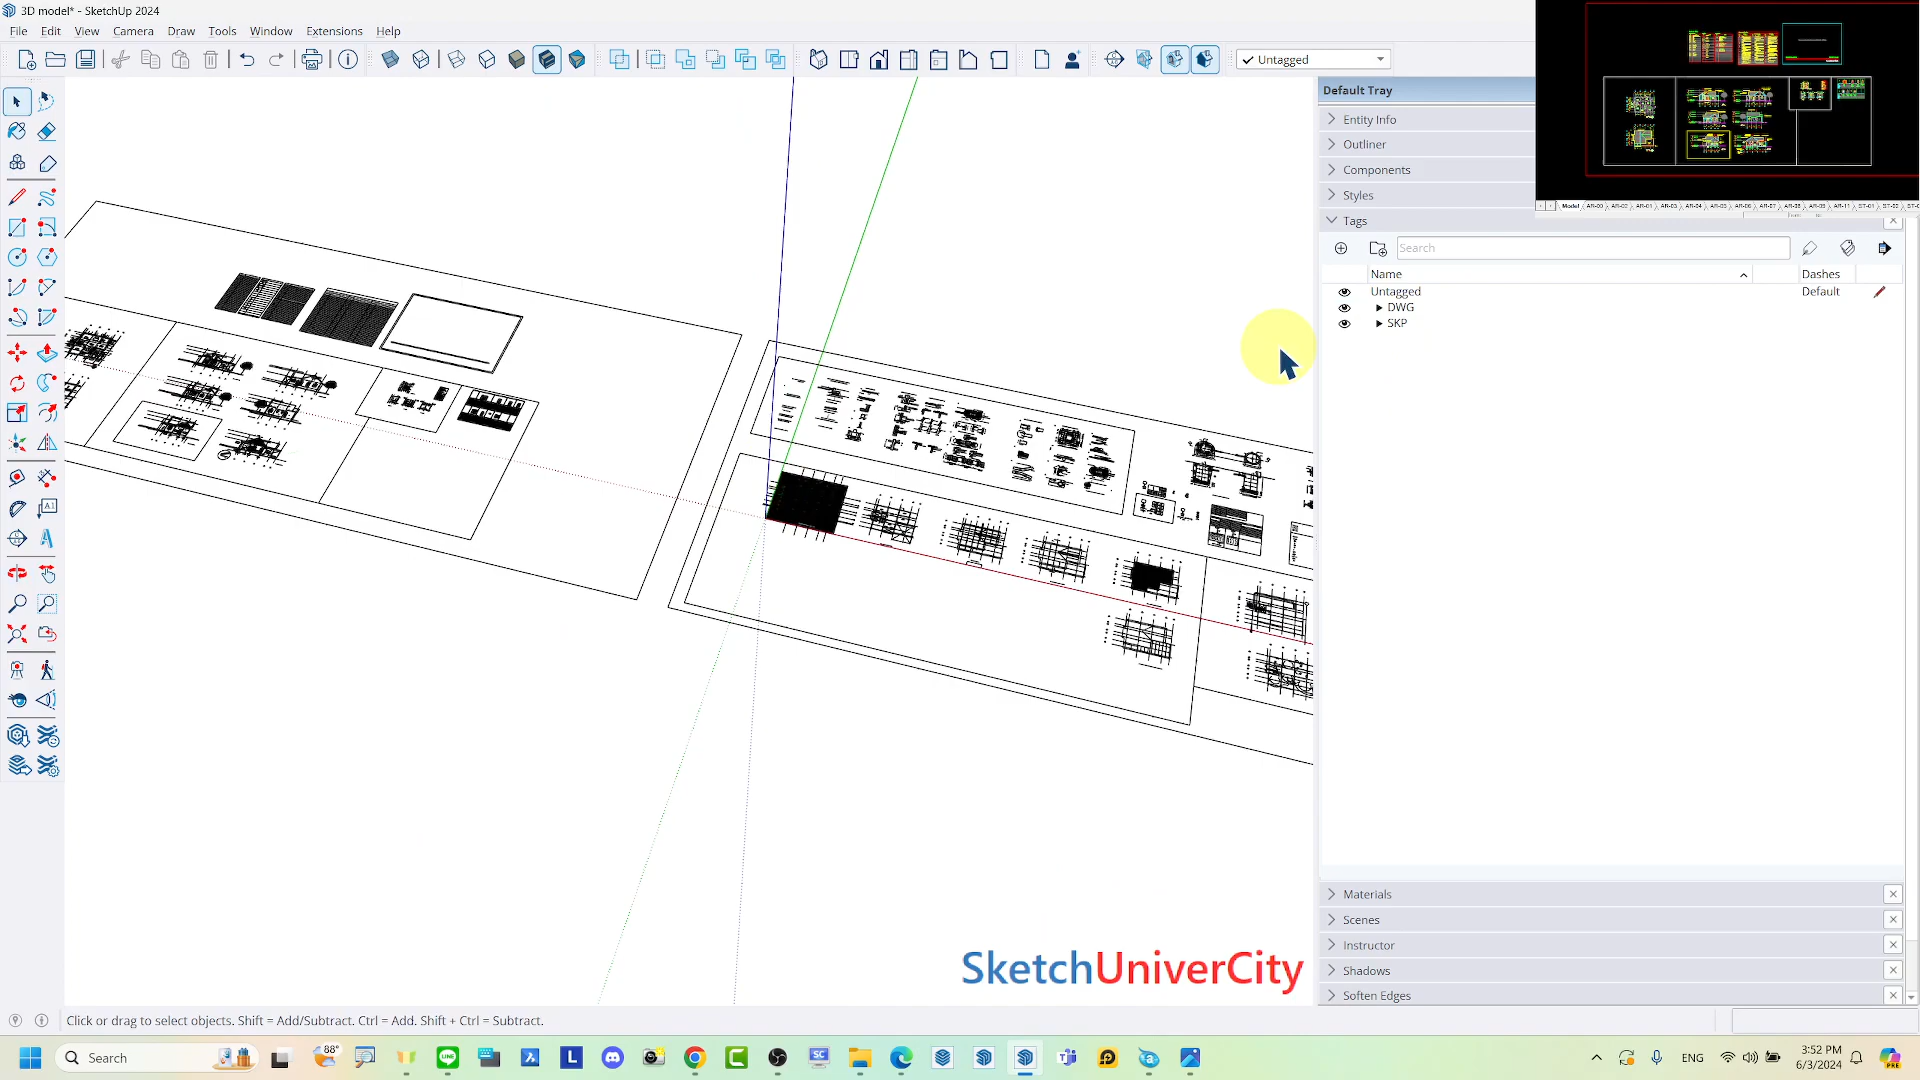 3D model* - SketchUp 2024
File Edit View Camera Draw Tools Window Extensions Help
Untagged
Default Tray
Entity Info
Outliner
Components
Styles
Tags
Search
Name Dashes
Untagged Default
DWG
SKP
Materials
Scenes
Instructor
Shadows
Soften Edges
SketchUniverCity
Click or drag to select objects. Shift = Add/Subtract. Ctrl = Add. Shift + Ctrl = Subtract.
Search
88°
ENG
3:52 PM
6/3/2024